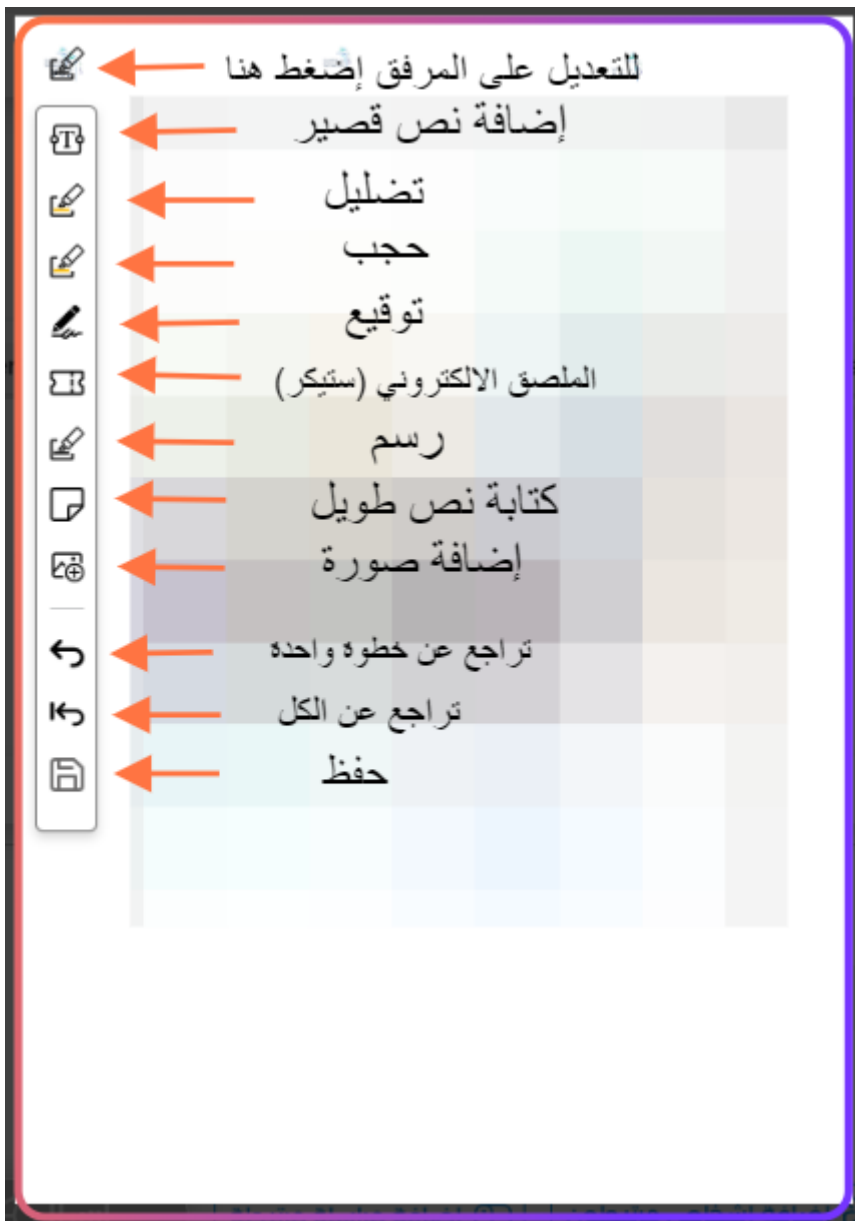 للتعديل على المرفق إضغط هنا
إضافة نص قصير
تضليل
حجب
توقيع
الملصق الالكتروني (ستيكر)
رسم
كتابة نص طويل
إضافة صورة
تراجع عن خطوة واحدة
تراجع عن الكل
حفظ